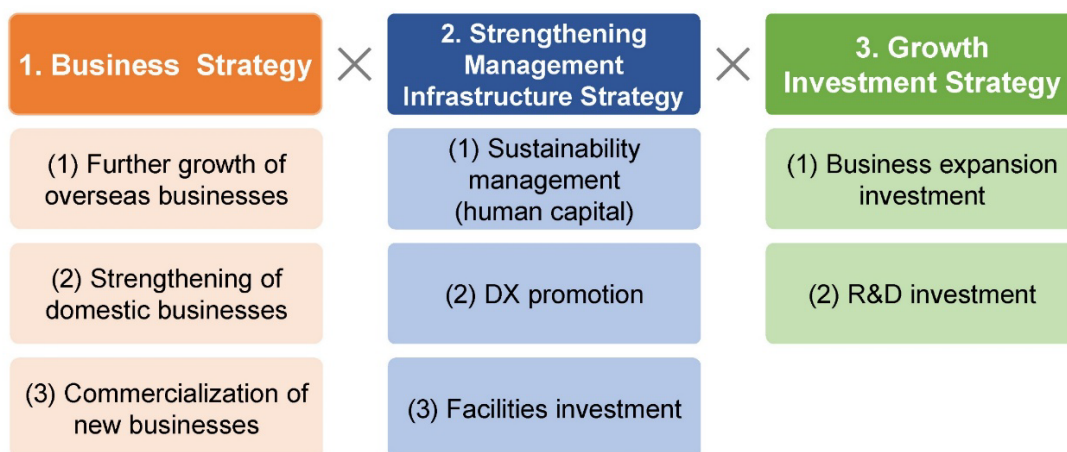 1. Business Strategy
×
2. Strengthening
Management
Infrastructure Strategy
×
3. Growth
Investment Strategy
(1) Further growth of
overseas businesses
(2) Strengthening of
domestic businesses
(3) Commercialization of
new businesses
(1) Sustainability
management
(human capital)
(2) DX promotion
(3) Facilities investment
(1) Business expansion
investment
(2) R&D investment